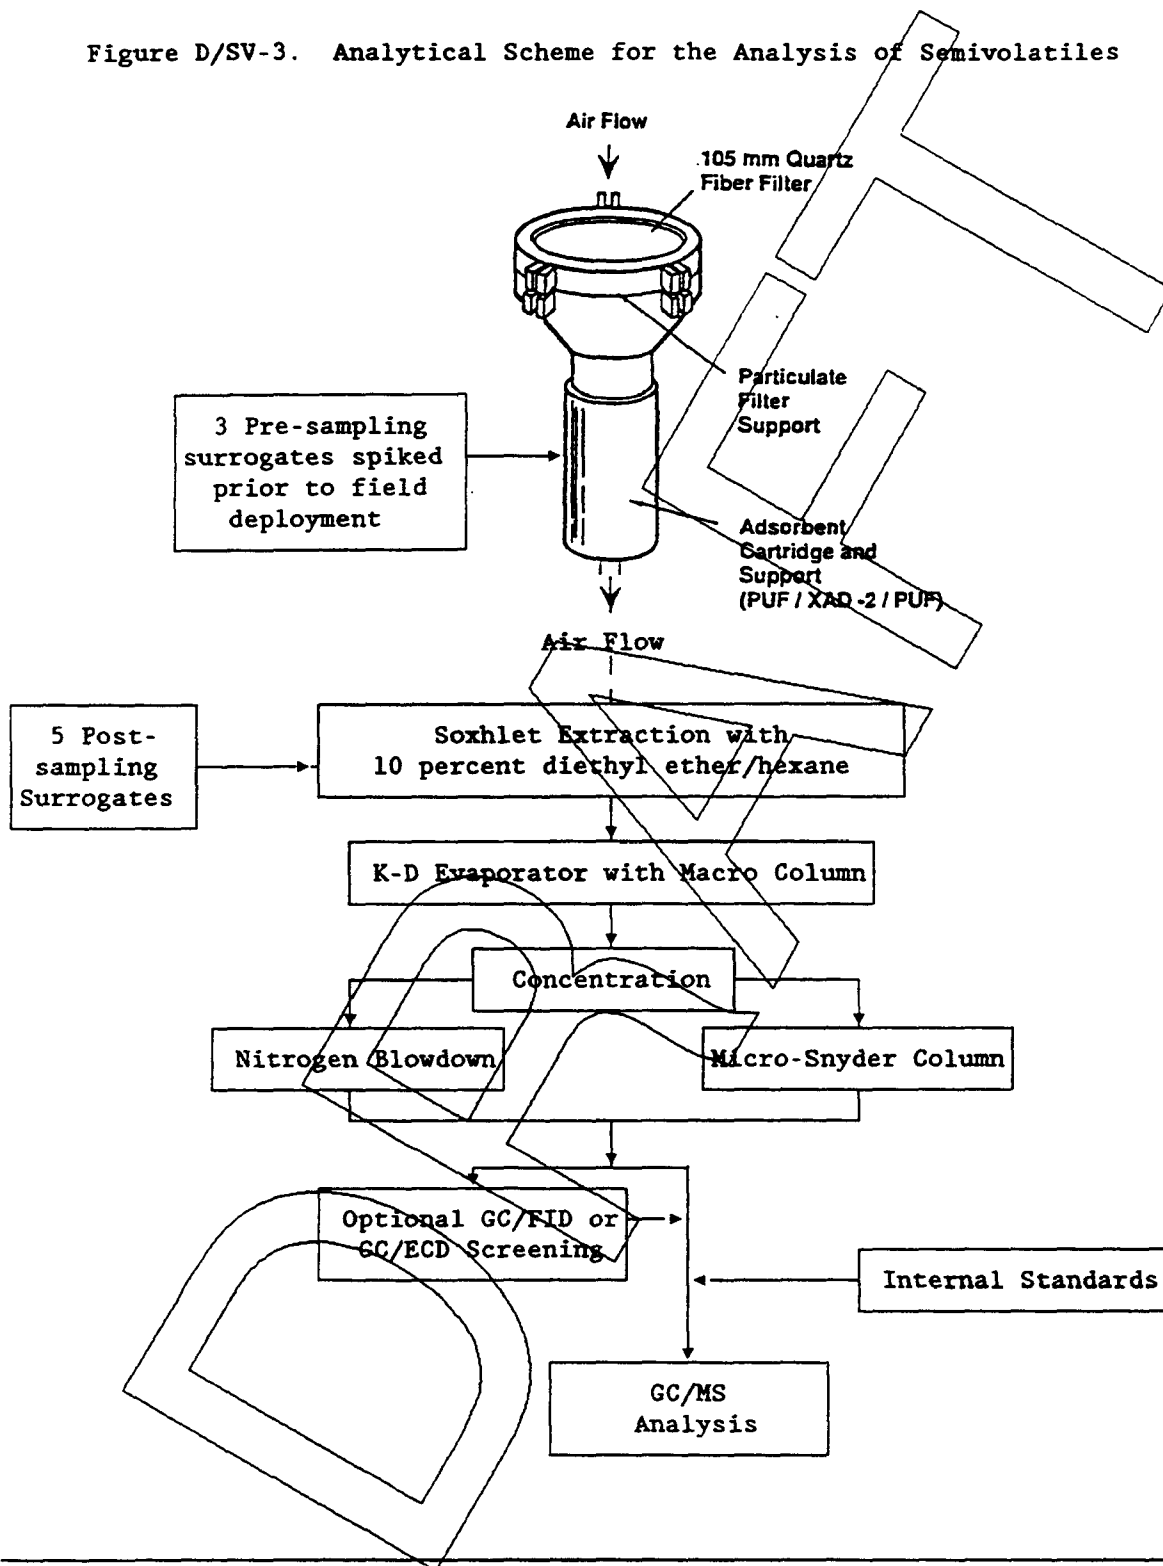 Figure D/SV-3. Analytical Scheme for the Analysis of Semivolatiles
Air Flow
.105 mm Quartz
Fiber Filter
Particulate
Filter
Support
3 Pre-sampling
surrogates spiked
prior to field
deployment
Adsorbent
Cartridge and
Support
(PUF / XAD -2 / PUF)
Air Flow
5 Post-
sampling
Surrogates
Soxhlet Extraction with
10 percent diethyl ether/hexane
K-D Evaporator with Macro Column
Concentration
Nitrogen Blowdown
Micro-Snyder Column
Optional GC/FID or
GC/ECD Screening
Internal Standards
GC/MS
Analysis
DRAFT